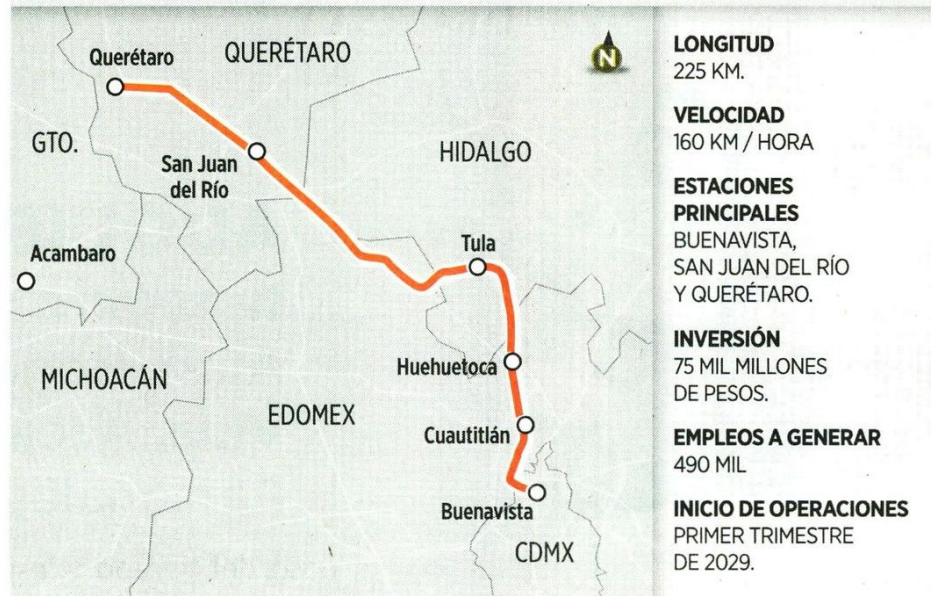 Querétaro
QUERÉTARO
N
GTO.
San Juan
del Río
HIDALGO
Acambaro
Tula
MICHOACÁN
Huehuetoca
EDOMEX
Cuautitlán
Buenavista
CDMX
LONGITUD
225 KM.
VELOCIDAD
160 KM / HORA
ESTACIONES
PRINCIPALES
BUENAVISTA,
SAN JUAN DEL RÍO
Y QUERÉTARO.
INVERSIÓN
75 MIL MILLONES
DE PESOS.
EMPLEOS A GENERAR
490 MIL
INICIO DE OPERACIONES
PRIMER TRIMESTRE
DE 2029.